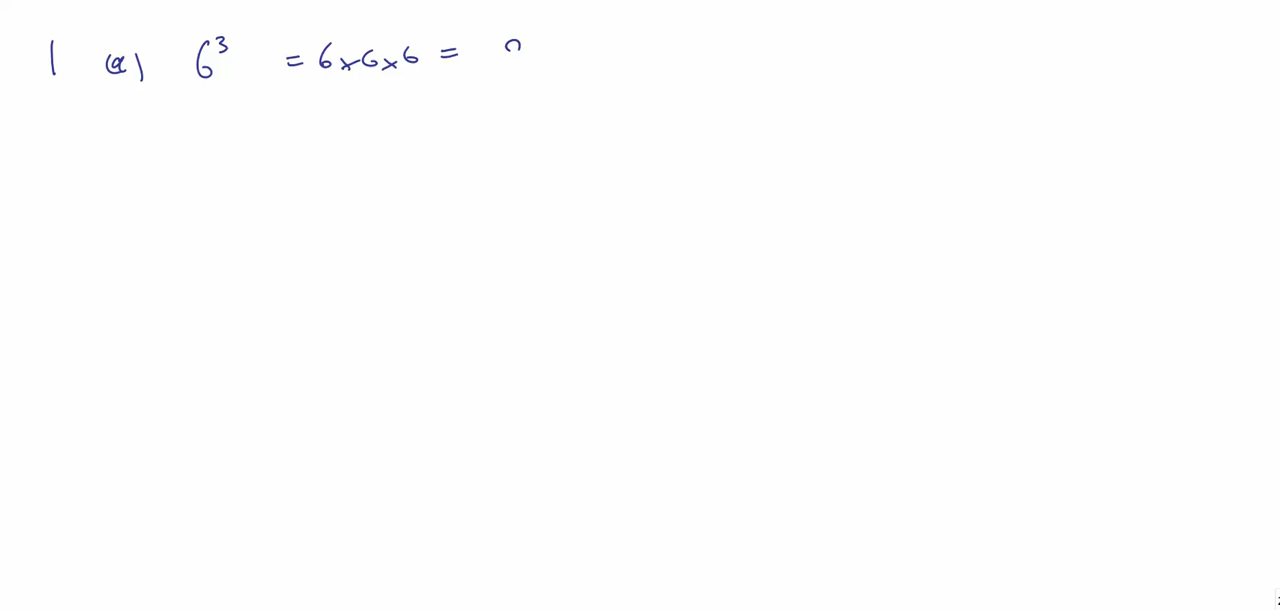 1 (a) 6³ = 6×6×6 =